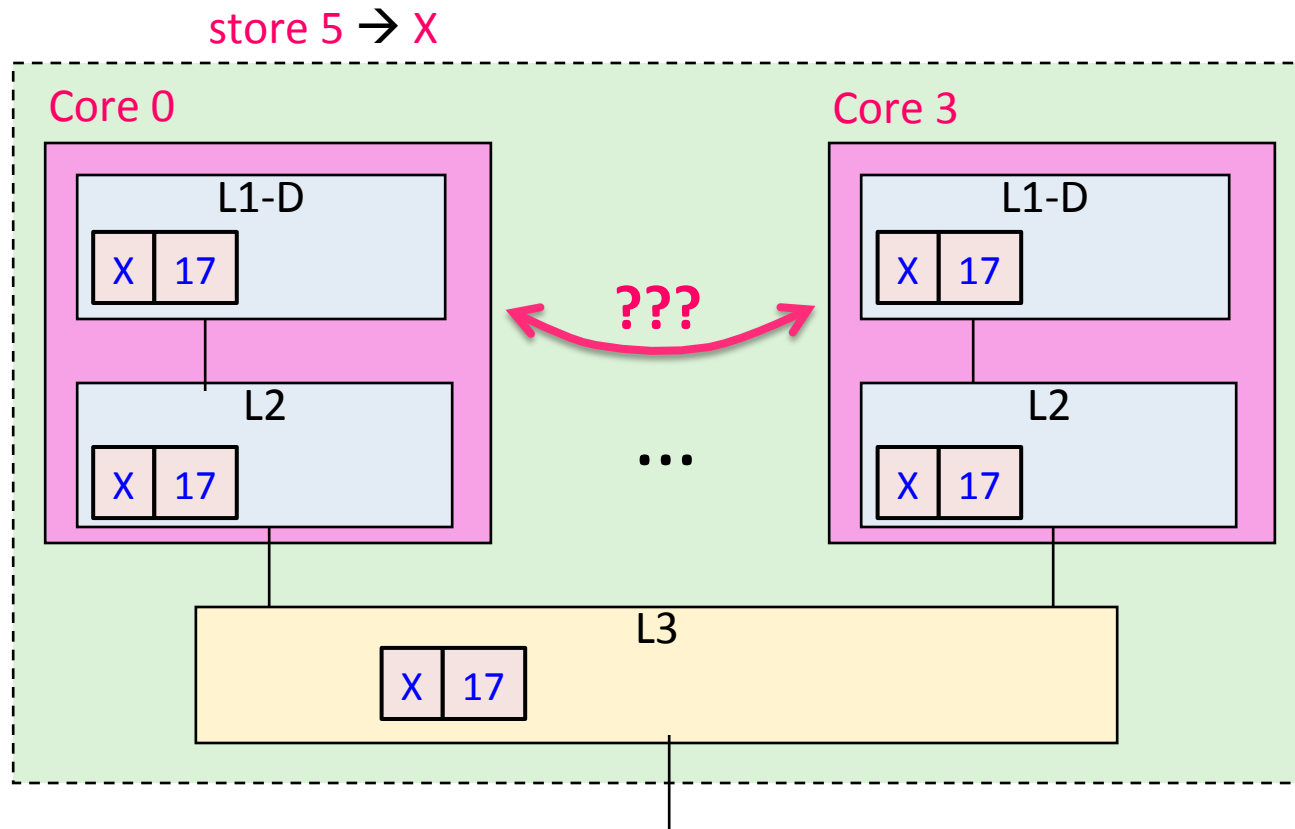 store 5 → X
Core 0
Core 3
L1-D
L1-D
X 17
X 17
???
L2
L2
X 17
...
X 17
L3
X 17